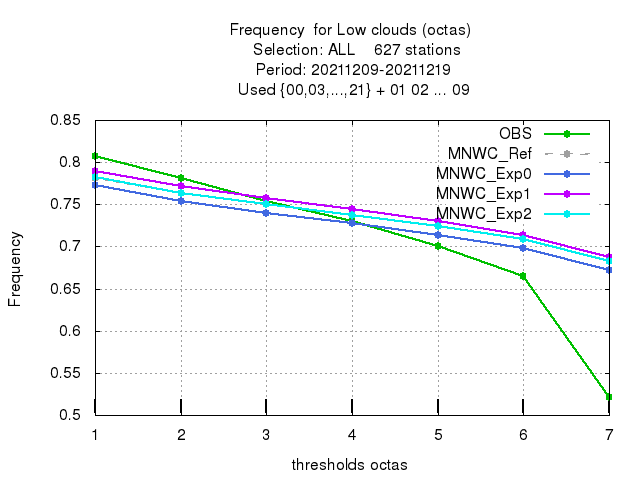 Frequency  for Low clouds (octas)
Selection: ALL    627 stations
Period: 20211209-20211219
Used {00,03,...,21} + 01 02 ... 09
0.85
0.8
0.75
0.7
0.65
0.6
0.55
0.5
Frequency
OBS
MNWC_Ref
MNWC_Exp0
MNWC_Exp1
MNWC_Exp2
1 2 3 4 5 6 7
thresholds octas